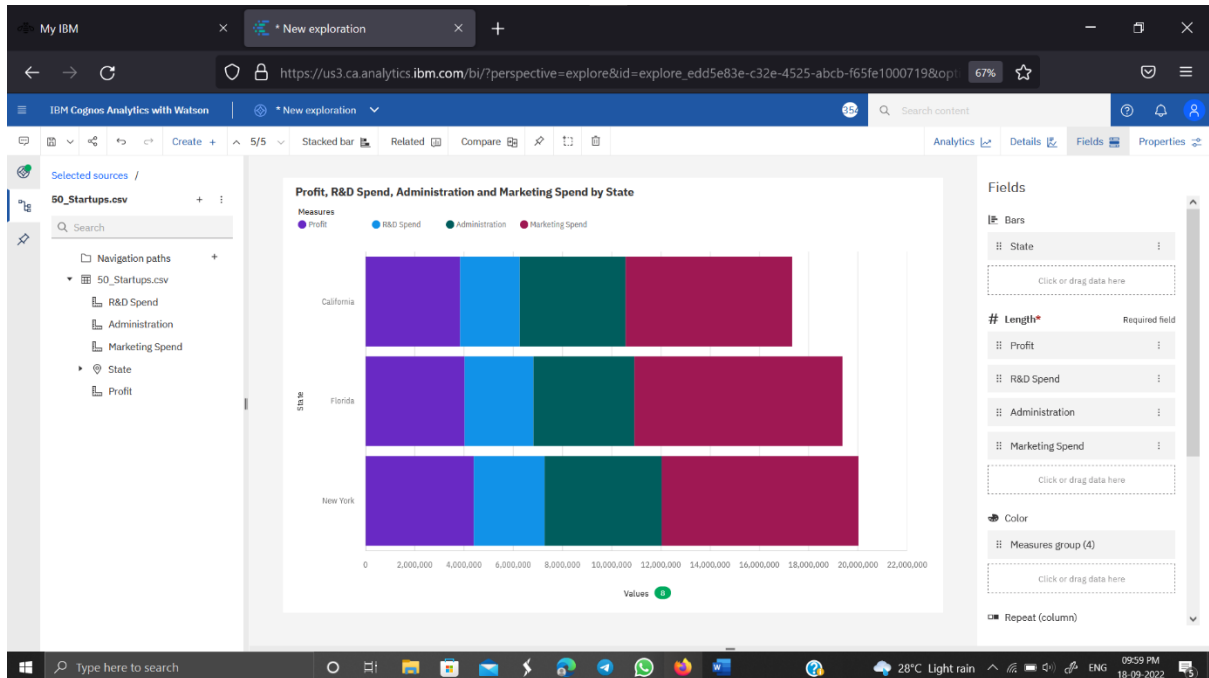 My IBM
* New exploration
https://us3.ca.analytics.ibm.com/bi/?perspective=explore&id=explore_edd5e83e-c32e-4525-abcb-f65fe1000719&opt
67%
IBM Cognos Analytics with Watson
* New exploration
354
Search content
Create +
5/5
Stacked bar
Related
Compare
Analytics
Details
Fields
Properties
Selected sources /
50_Startups.csv
Search
Navigation paths
50_Startups.csv
R&D Spend
Administration
Marketing Spend
State
Profit
Profit, R&D Spend, Administration and Marketing Spend by State
Measures
Profit R&D Spend Administration Marketing Spend
State
California
Florida
New York
0 2,000,000 4,000,000 6,000,000 8,000,000 10,000,000 12,000,000 14,000,000 16,000,000 18,000,000 20,000,000 22,000,000
Values 8
Fields
Bars
State
Click or drag data here
# Length* Required field
Profit
R&D Spend
Administration
Marketing Spend
Click or drag data here
Color
Measures group (4)
Click or drag data here
Repeat (column)
Type here to search
28°C Light rain
ENG
09:59 PM
18-09-2022
5